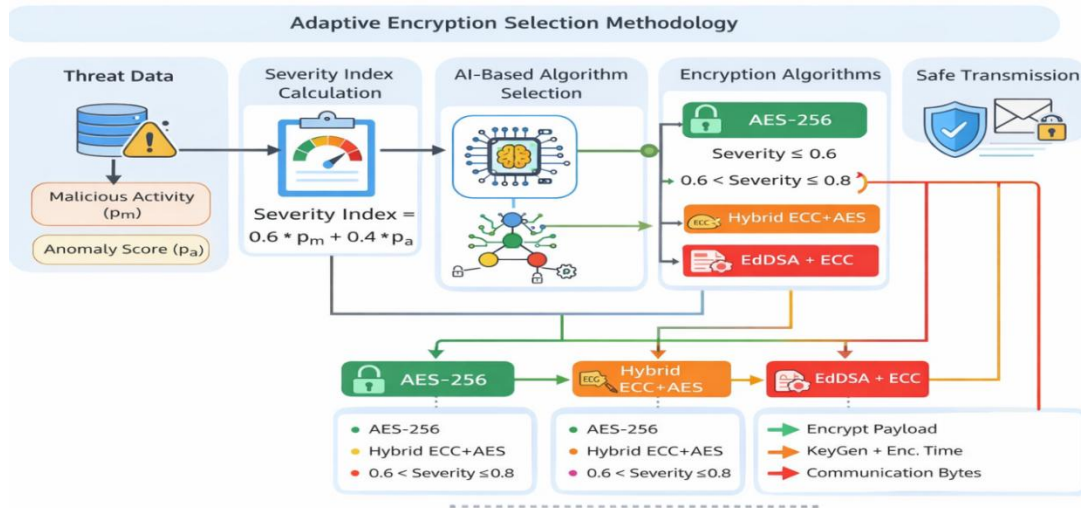 Adaptive Encryption Selection Methodology
Threat Data
Malicious Activity
(pm)
Anomaly Score (pa)
Severity Index
Calculation
Severity Index =
0.6 * pm + 0.4 * pa
AI-Based Algorithm
Selection
Encryption Algorithms
AES-256
Severity ≤ 0.6
0.6 < Severity ≤ 0.8
ECC
Hybrid ECC+AES
EdDSA + ECC
Safe Transmission
AES-256
ECG
Hybrid
ECC+AES
EdDSA + ECC
AES-256
Hybrid ECC+AES
0.6 < Severity ≤0.8
AES-256
Hybrid ECC+AES
0.6 < Severity ≤0.8
Encrypt Payload
KeyGen + Enc. Time
Communication Bytes